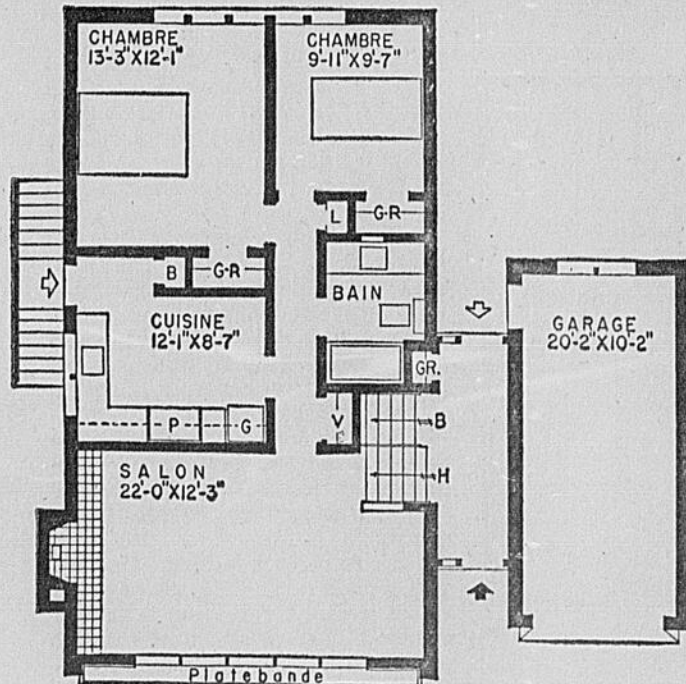 CHAMBRE
13'-3"X12'-1"
CHAMBRE
9'-11"X9'-7"
L
G-R
B
G-R
BAIN
CUISINE
12'-1"X8'-7"
GARAGE
20'-2"X10'-2"
GR.
P
G
V
B
H
SALON
22'-0"X12'-3"
Platebande